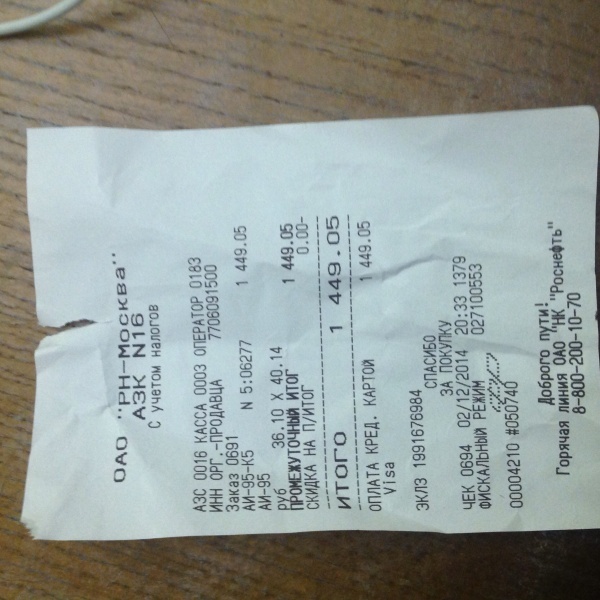 ОАО "РН-Москва"
АЗК N16
С учетом налогов
АЗС 0016 КАССА 0003 ОПЕРАТОР 0183
ИНН ОРГ.-ПРОДАВЦА 7706091500
Заказ 0691
АИ-95-К5 N 5:06277
АИ-95 1 449.05
руб 36.10 X 40.14
ПРОМЕЖУТОЧНЫЙ ИТОГ 1 449.05
СКИДКА НА П/ИТОГ 0.00-
ИТОГО 1 449.05
ОПЛАТА КРЕД. КАРТОЙ 1 449.05
Visa
ЭКЛЗ 1991676984
СПАСИБО
ЗА ПОКУПКУ
ЧЕК 0694 02/12/2014 20:33 1379
ФИСКАЛЬНЫЙ РЕЖИМ 027100553
00004210 #050740
Доброго пути!
Горячая линия ОАО "НК "Роснефть"
8-800-200-10-70